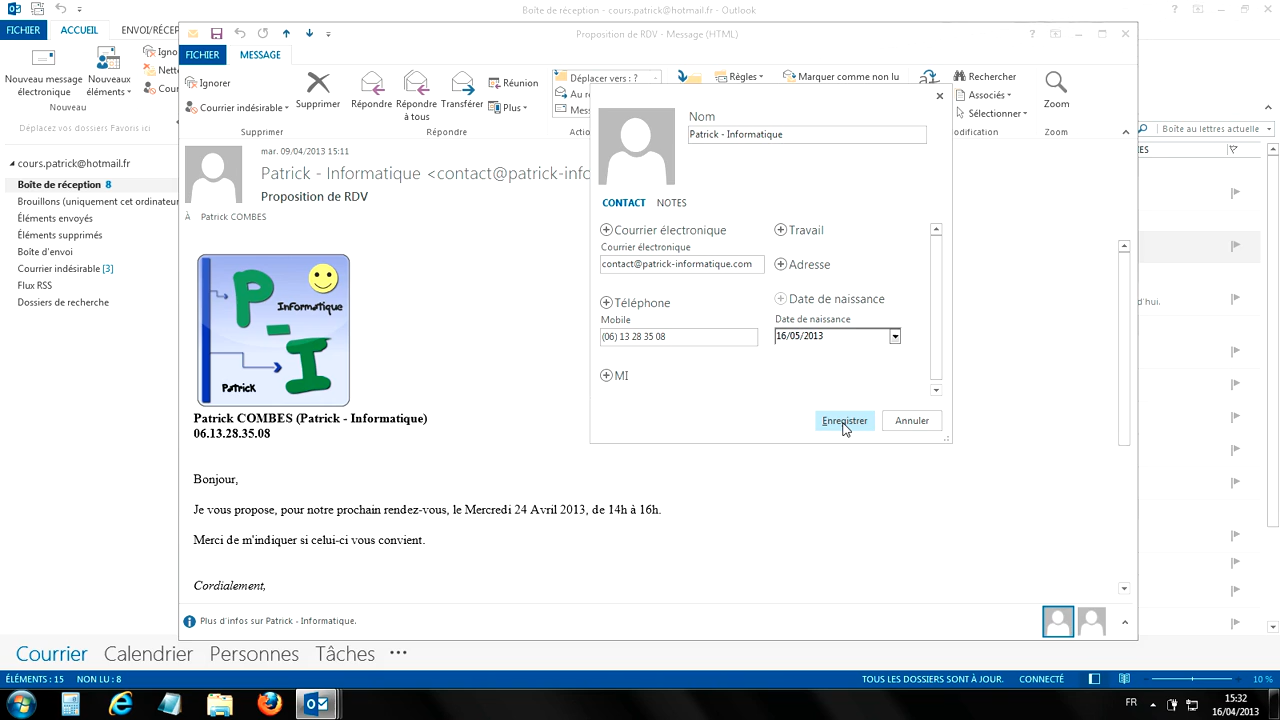 Boîte de réception - cours.patrick@hotmail.fr - Outlook
FICHIER
ACCUEIL
ENVOI/RÉCEP
Proposition de RDV - Message (HTML)
FICHIER
MESSAGE
Nouveau message
électronique
Nouveaux
éléments
Nouveau
Ignorer
Courrier indésirable
Supprimer
Supprimer
Répondre
Répondre
à tous
Transférer
Réunion
Plus
Répondre
Déplacer vers : ?
Au re
Règles
Marquer comme non lu
Rechercher
Associés
Sélectionner
Zoom
Zoom
Déplacez vos dossiers Favoris ici
cours.patrick@hotmail.fr
Boîte de réception 8
Brouillons (uniquement cet ordinateur
Éléments envoyés
Éléments supprimés
Boîte d'envoi
Courrier indésirable [3]
Flux RSS
Dossiers de recherche
Boîte au lettres actuelle
mar. 09/04/2013 15:11
Patrick - Informatique <contact@patrick-info
Proposition de RDV
À Patrick COMBES
P
Informatique
-
I
Patrick
Patrick COMBES (Patrick - Informatique)
06.13.28.35.08
Bonjour,
Je vous propose, pour notre prochain rendez-vous, le Mercredi 24 Avril 2013, de 14h à 16h.
Merci de m'indiquer si celui-ci vous convient.
Cordialement,
Plus d'infos sur Patrick - Informatique.
Nom
Patrick - Informatique
CONTACT NOTES
Courrier électronique
Courrier électronique
contact@patrick-informatique.com
Téléphone
Mobile
(06) 13 28 35 08
MI
Travail
Adresse
Date de naissance
Date de naissance
16/05/2013
Enregistrer
Annuler
d'hui.
Courrier Calendrier Personnes Tâches •••
ÉLÉMENTS : 15 NON LU : 8
TOUS LES DOSSIERS SONT À JOUR. CONNECTÉ
10 %
FR
15:32
16/04/2013